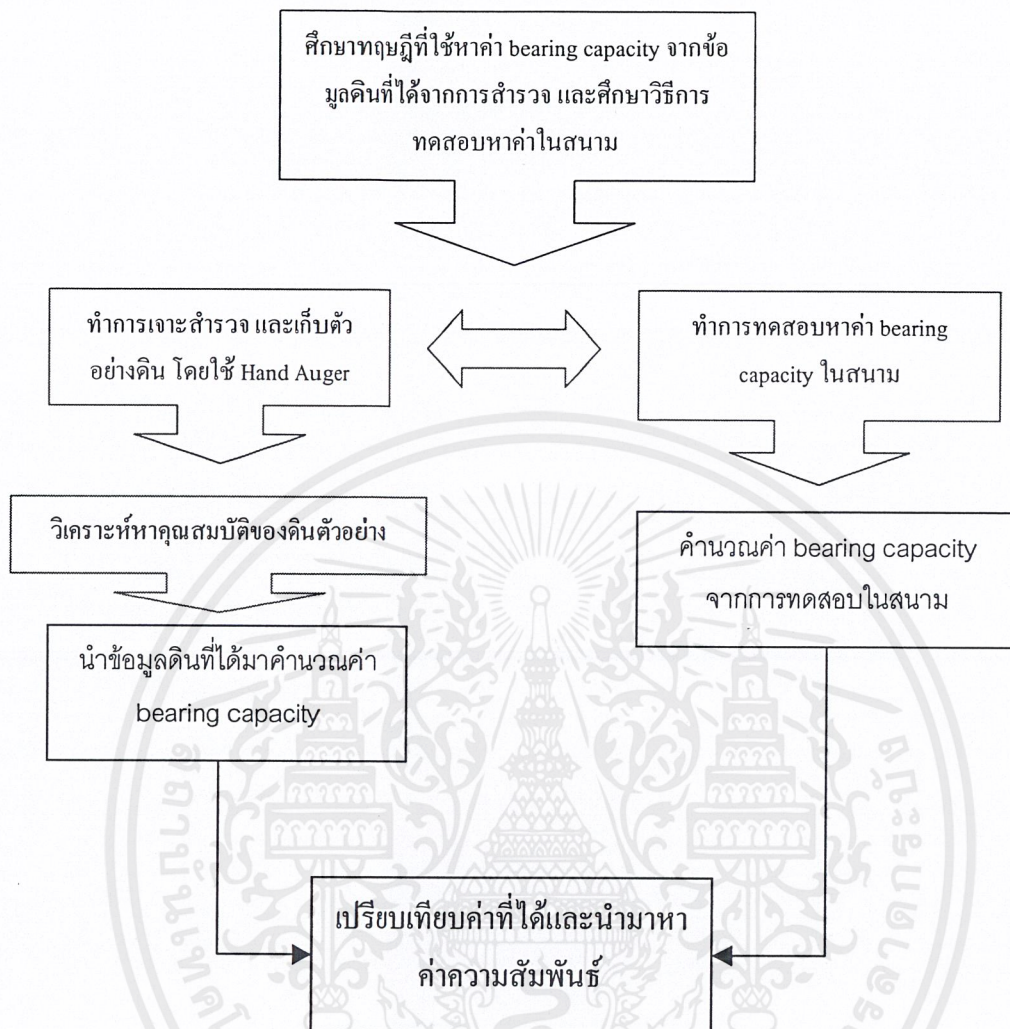 ศึกษาทฤษฎีที่ใช้หาค่า bearing capacity จากข้อ
มูลดินที่ได้จากการสำรวจ และศึกษาวิธีการ
ทดสอบหาค่าในสนาม
ทำการเจาะสำรวจ และเก็บตัว
อย่างดิน โดยใช้ Hand Auger
ทำการทดสอบหาค่า bearing
capacity ในสนาม
วิเคราะห์หาคุณสมบัติของดินตัวอย่าง
คำนวณค่า bearing capacity
จากการทดสอบในสนาม
นำข้อมูลดินที่ได้มาคำนวณค่า
bearing capacity
เปรียบเทียบค่าที่ได้และนำมาหา
ค่าความสัมพันธ์